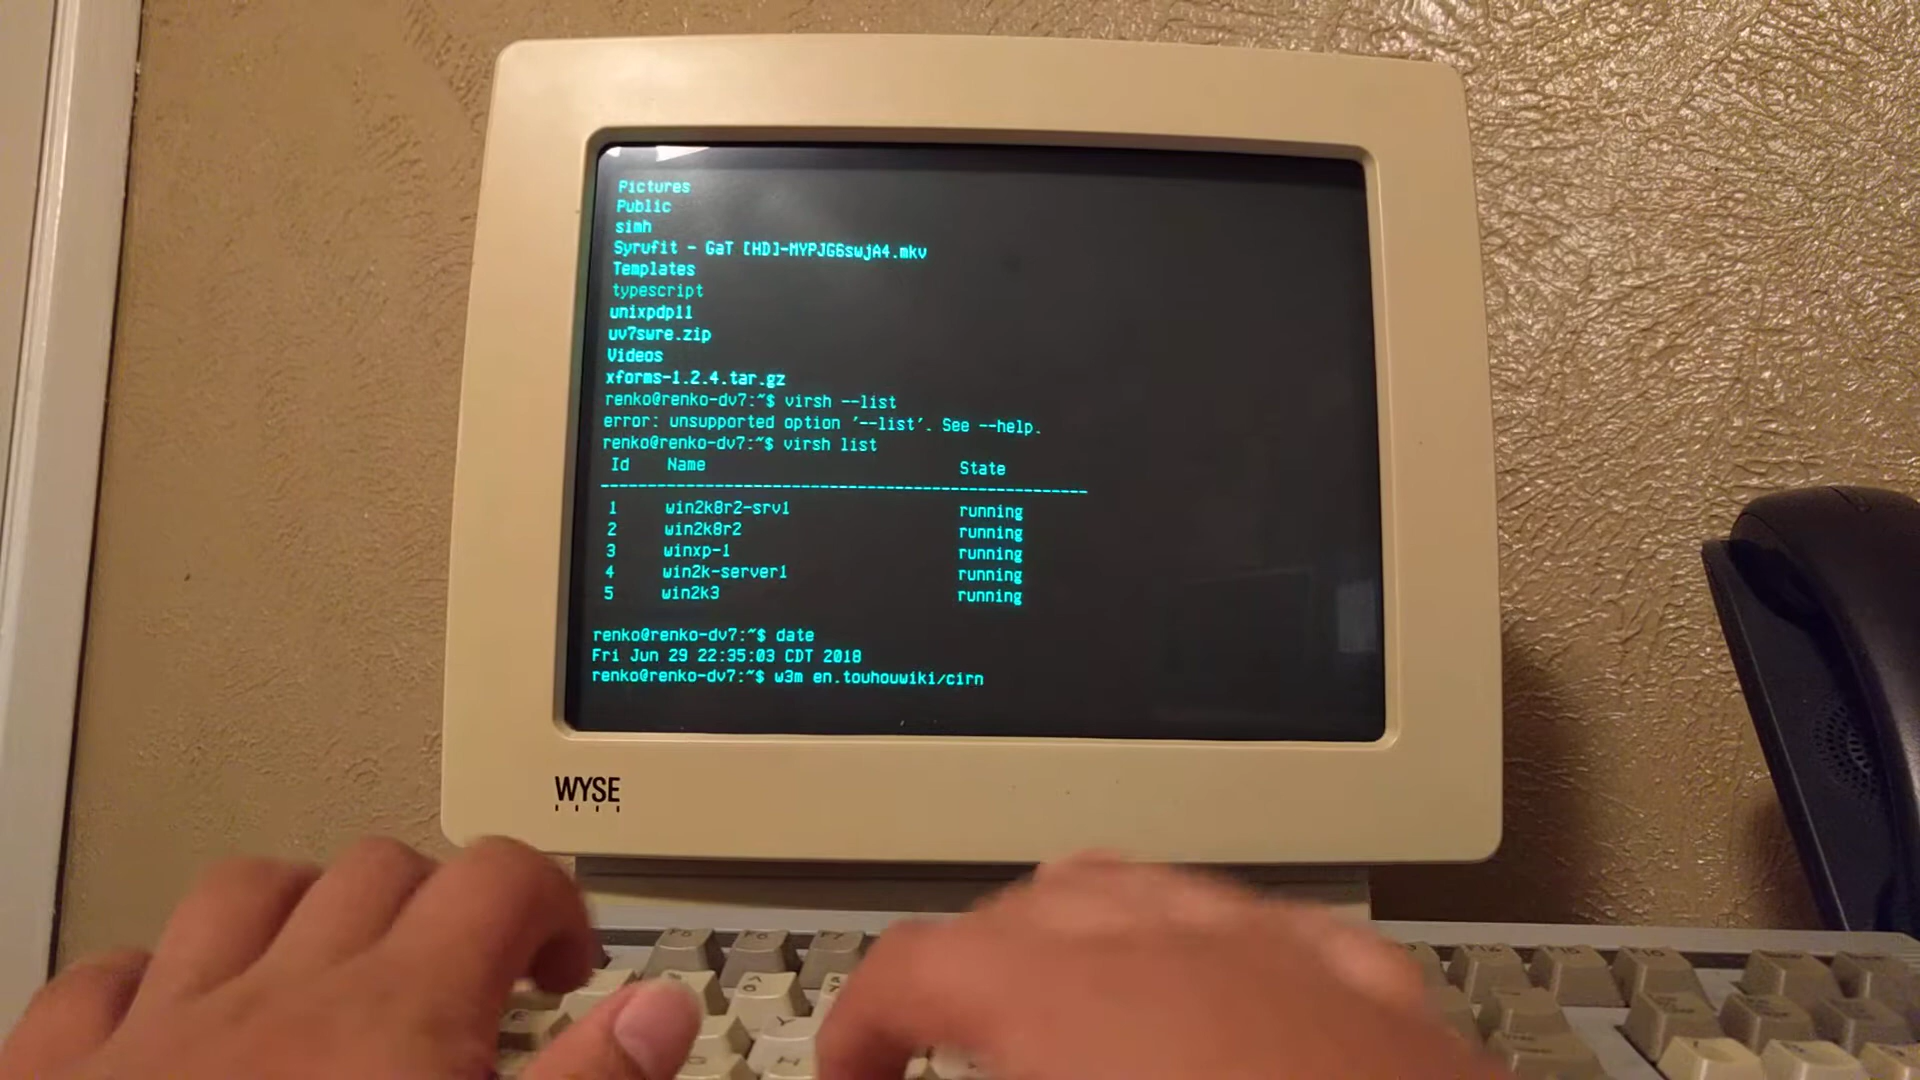 Pictures
Public
simh
Syrufit - GaT [HD]-MYPJG6swjA4.mkv
Templates
typescript
unixpdp11
uv7swre.zip
Videos
xforms-1.2.4.tar.gz
renko@renko-dv7:~$ virsh --list
error: unsupported option '--list'. See --help.
renko@renko-dv7:~$ virsh list
Id Name State
----------------------------------------------------
1 win2k8r2-srv1 running
2 win2k8r2 running
3 winxp-1 running
4 win2k-server1 running
5 win2k3 running
renko@renko-dv7:~$ date
Fri Jun 29 22:35:03 CDT 2018
renko@renko-dv7:~$ w3m en.touhouwiki/cirn
WYSE
F5 F6 F7